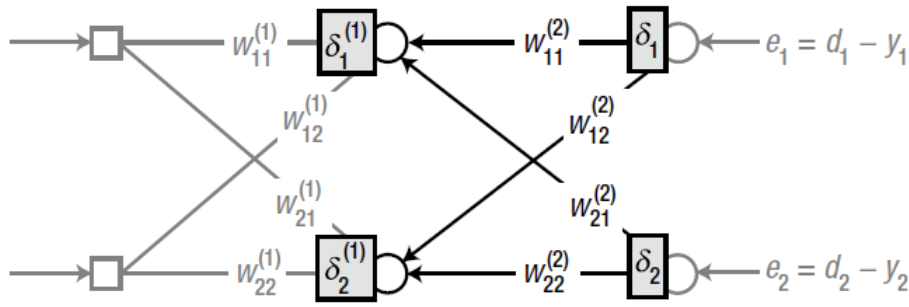 w₁₁⁽¹⁾ δ₁⁽¹⁾ w₁₁⁽²⁾ δ₁ e₁ = d₁ – y₁
w₁₂⁽¹⁾ w₁₂⁽²⁾
w₂₁⁽¹⁾ w₂₁⁽²⁾
w₂₂⁽¹⁾ δ₂⁽¹⁾ w₂₂⁽²⁾ δ₂ e₂ = d₂ – y₂